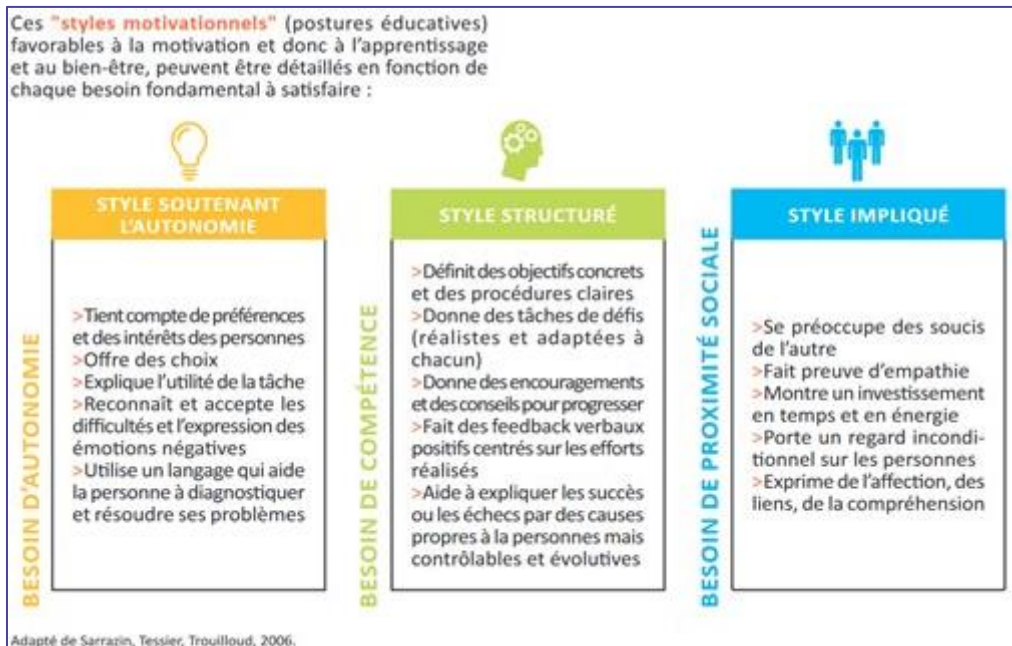 Ces "styles motivationnels" (postures éducatives)
favorables à la motivation et donc à l'apprentissage
et au bien-être, peuvent être détaillés en fonction de
chaque besoin fondamental à satisfaire :
BESOIN D'AUTONOMIE
STYLE SOUTENANT
L'AUTONOMIE
>Tient compte de préférences
et des intérêts des personnes
>Offre des choix
>Explique l'utilité de la tâche
>Reconnaît et accepte les
difficultés et l'expression des
émotions négatives
>Utilise un langage qui aide
la personne à diagnostiquer
et résoudre ses problèmes
BESOIN DE COMPÉTENCE
STYLE STRUCTURÉ
>Définit des objectifs concrets
et des procédures claires
>Donne des tâches de défis
(réalistes et adaptées à
chacun)
>Donne des encouragements
et des conseils pour progresser
>Fait des feedback verbaux
positifs centrés sur les efforts
réalisés
>Aide à expliquer les succès
ou les échecs par des causes
propres à la personnes mais
contrôlables et évolutives
BESOIN DE PROXIMITÉ SOCIALE
STYLE IMPLIQUÉ
>Se préoccupe des soucis
de l'autre
>Fait preuve d'empathie
>Montre un investissement
en temps et en énergie
>Porte un regard incondi-
tionnel sur les personnes
>Exprime de l'affection, des
liens, de la compréhension
Adapté de Sarrazin, Tessier, Trouilloud, 2006.